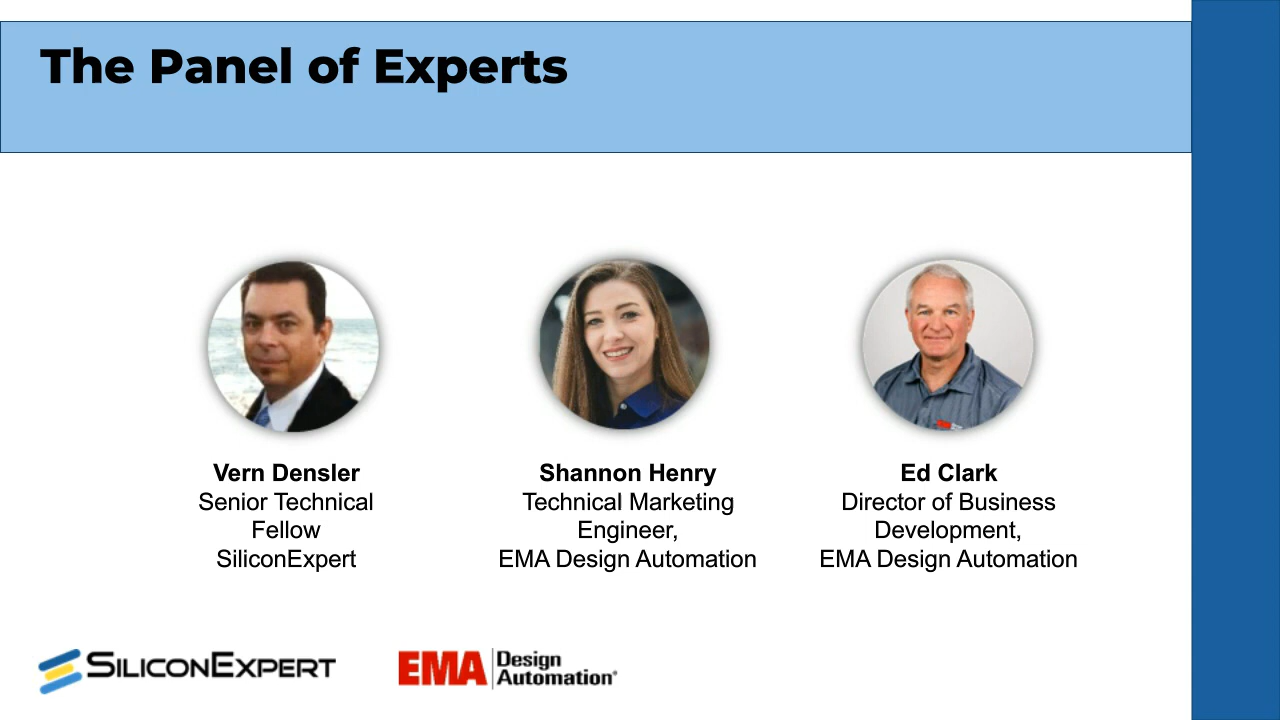 The Panel of Experts
Vern Densler
Senior Technical
Fellow
SiliconExpert
Shannon Henry
Technical Marketing
Engineer,
EMA Design Automation
Ed Clark
Director of Business
Development,
EMA Design Automation
SILICONEXPERT
EMA Design
Automation®